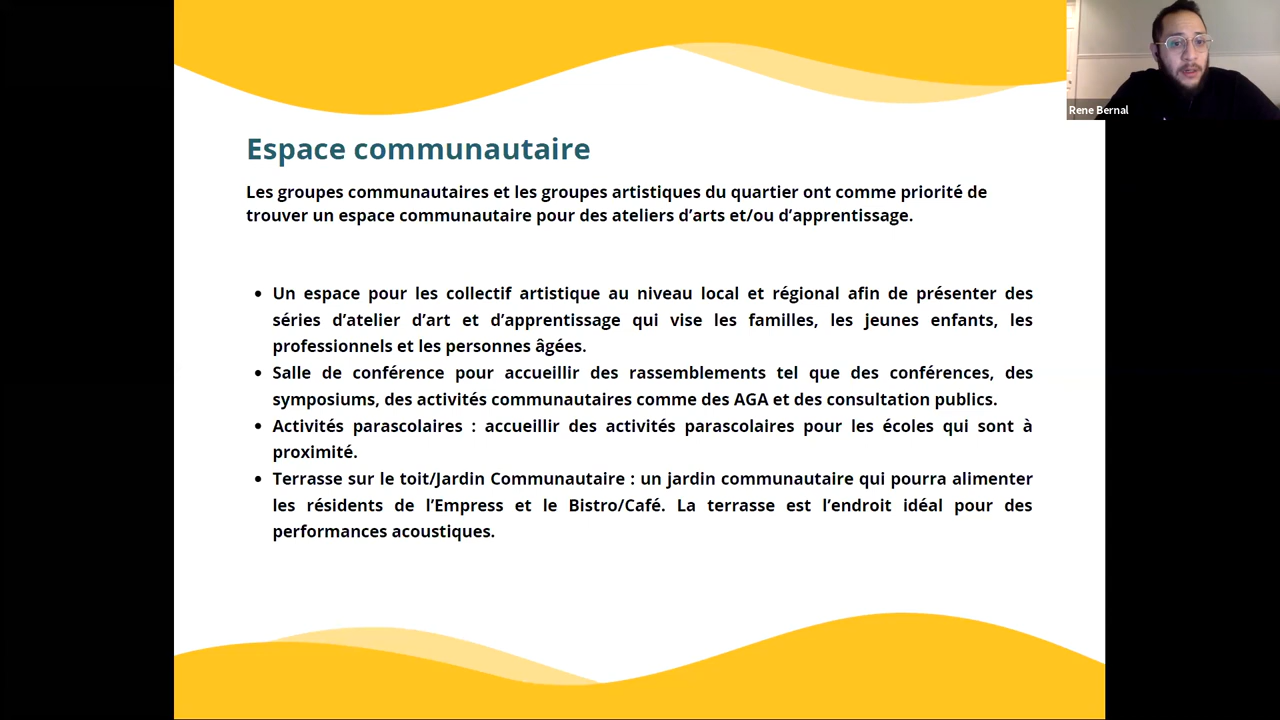 Rene Bernal
Espace communautaire
Les groupes communautaires et les groupes artistiques du quartier ont comme priorité de
trouver un espace communautaire pour des ateliers d’arts et/ou d’apprentissage.
• Un espace pour les collectif artistique au niveau local et régional afin de présenter des
séries d’atelier d’art et d’apprentissage qui vise les familles, les jeunes enfants, les
professionnels et les personnes âgées.
• Salle de conférence pour accueillir des rassemblements tel que des conférences, des
symposiums, des activités communautaires comme des AGA et des consultation publics.
• Activités parascolaires : accueillir des activités parascolaires pour les écoles qui sont à
proximité.
• Terrasse sur le toit/Jardin Communautaire : un jardin communautaire qui pourra alimenter
les résidents de l’Empress et le Bistro/Café. La terrasse est l’endroit idéal pour des
performances acoustiques.